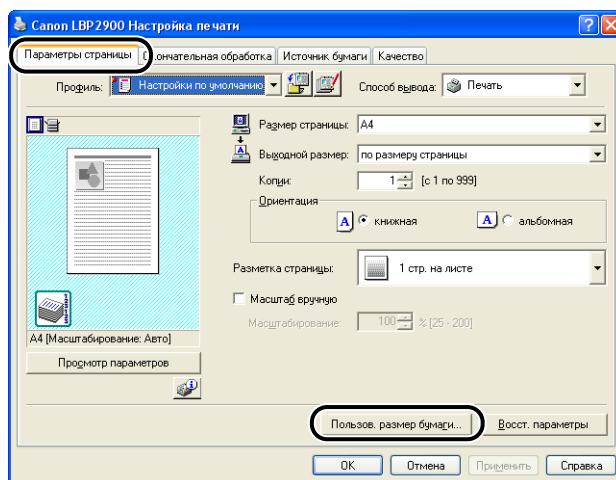 Canon LBP2900 Настройка печати
Параметры страницы Окончательная обработка Источник бумаги Качество
Профиль: Настройки по умолчанию Способ вывода: Печать
Размер страницы: A4
Выходной размер: по размеру страницы
Копии: 1 [с 1 по 999]
Ориентация
A книжная A альбомная
Разметка страницы: 1 стр. на листе
Масштаб вручную
Масштабирование: 100 % [25 - 200]
A4 [Масштабирование: Авто]
Просмотр параметров
Пользов. размер бумаги... Восст. параметры
OK Отмена Применить Справка